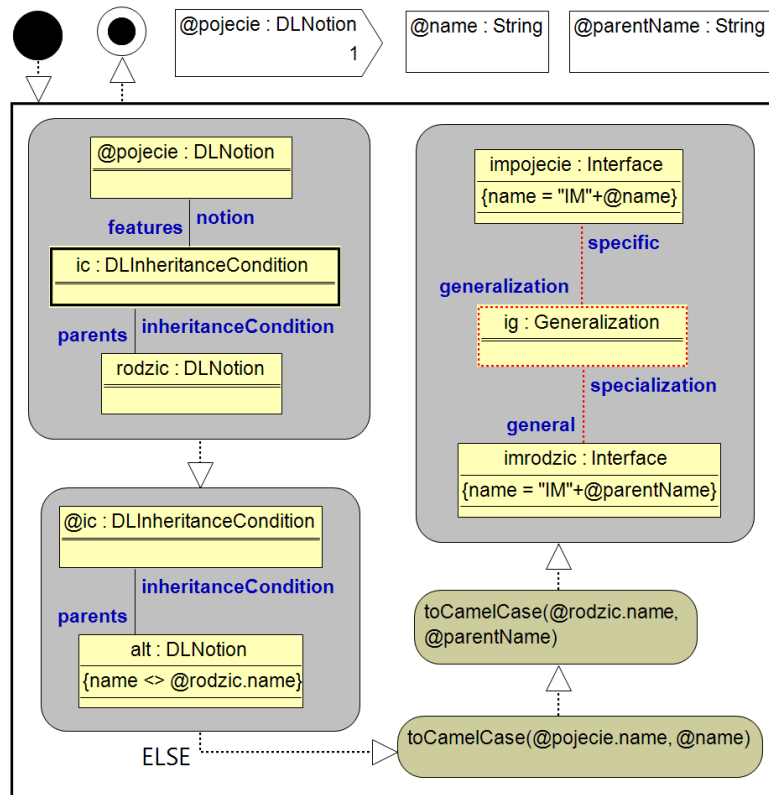 @pojecie : DLNotion
1
@name : String
@parentName : String
@pojecie : DLNotion
features
notion
ic : DLInheritanceCondition
parents
inheritanceCondition
rodzic : DLNotion
@ic : DLInheritanceCondition
inheritanceCondition
parents
alt : DLNotion
{name <> @rodzic.name}
ELSE
impojecie : Interface
{name = "IM"+@name}
specific
generalization
ig : Generalization
specialization
general
imrodzic : Interface
{name = "IM"+@parentName}
toCamelCase(@rodzic.name,
@parentName)
toCamelCase(@pojecie.name, @name)